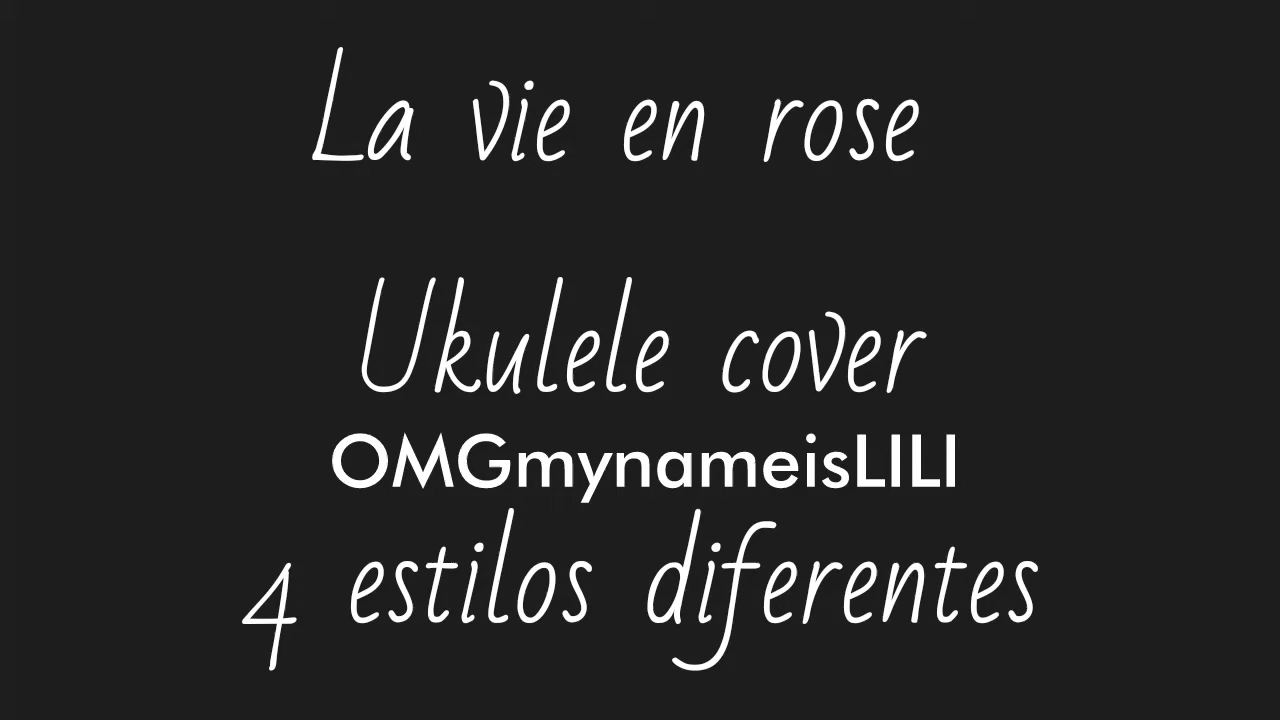 La vie en rose
Ukulele cover
OMGmynameisLILI
4 estilos diferentes